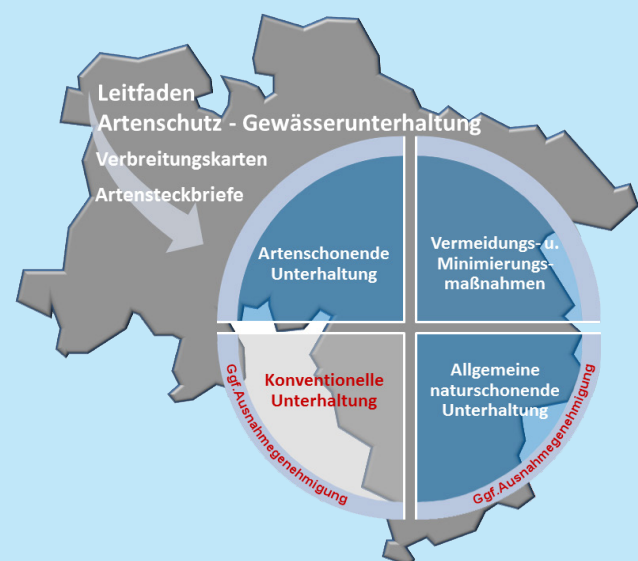 Leitfaden
Artenschutz - Gewässerunterhaltung
Verbreitungskarten
Artensteckbriefe
Artenschonende
Unterhaltung
Vermeidungs- u.
Minimierungs-
maßnahmen
Konventionelle
Unterhaltung
Allgemeine
naturschonende
Unterhaltung
Ggf.Ausnahmegenehmigung
Ggf.Ausnahmegenehmigung